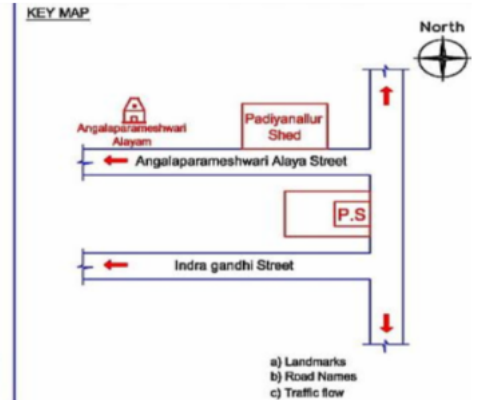 KEY MAP
North
Angalaparameshwari
Alayam
Padiyanallur
Shed
Angalaparameshwari Alaya Street
P.S
Indra gandhi Street
a) Landmarks
b) Road Names
c) Traffic flow